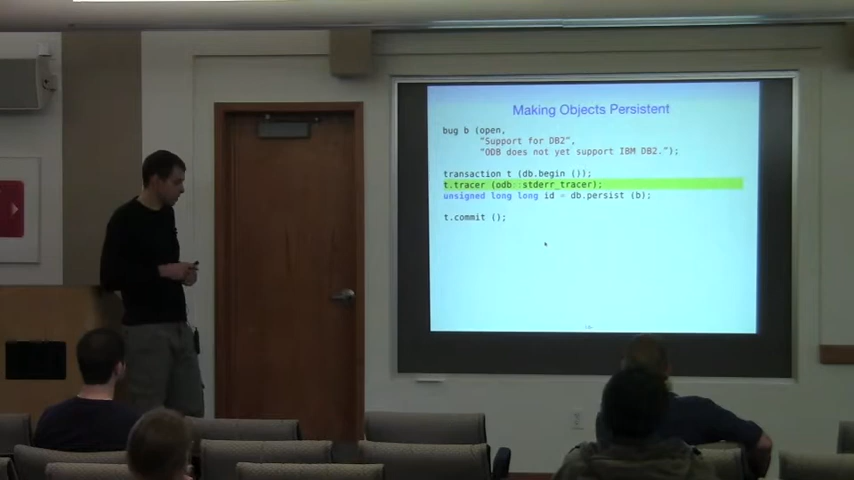 Making Objects Persistent
bug b (open,
"Support for DB2",
"ODB does not yet support IBM DB2.");
transaction t (db.begin ());
t.tracer (odb::stderr_tracer);
unsigned long long id = db.persist (b);
t.commit ();